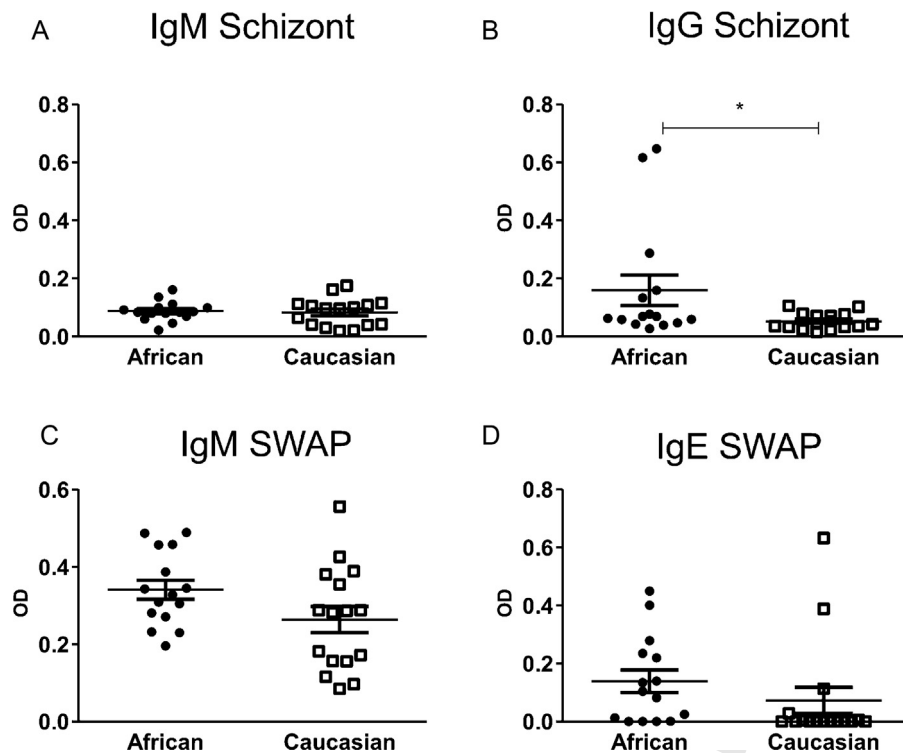 A IgM Schizont
0.8
0.6
0.4
0.2
0.0
OD
African Caucasian
B IgG Schizont
0.8
0.6
0.4
0.2
0.0
OD
*
African Caucasian
C IgM SWAP
0.6
0.4
0.2
0.0
OD
African Caucasian
D IgE SWAP
0.8
0.6
0.4
0.2
0.0
OD
African Caucasian